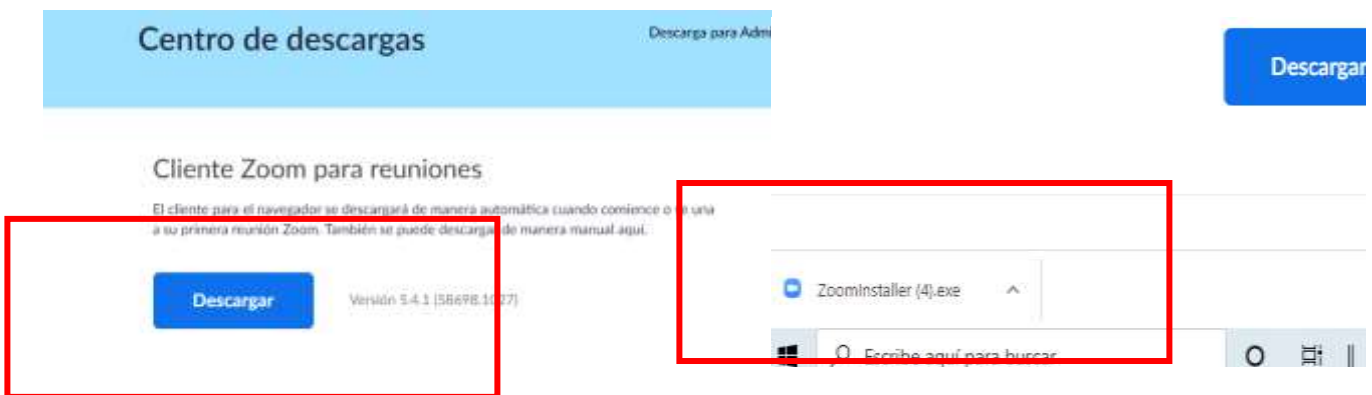 Centro de descargas
Descarga para Admi
Cliente Zoom para reuniones
El cliente para el navegador se descargará de manera automática cuando comience o se una
a su primera reunión Zoom. También se puede descargar de manera manual aquí.
Descargar
Versión 5.4.1 (58698.1027)
Descargar
ZoomInstaller (4).exe
Escribe aquí para buscar